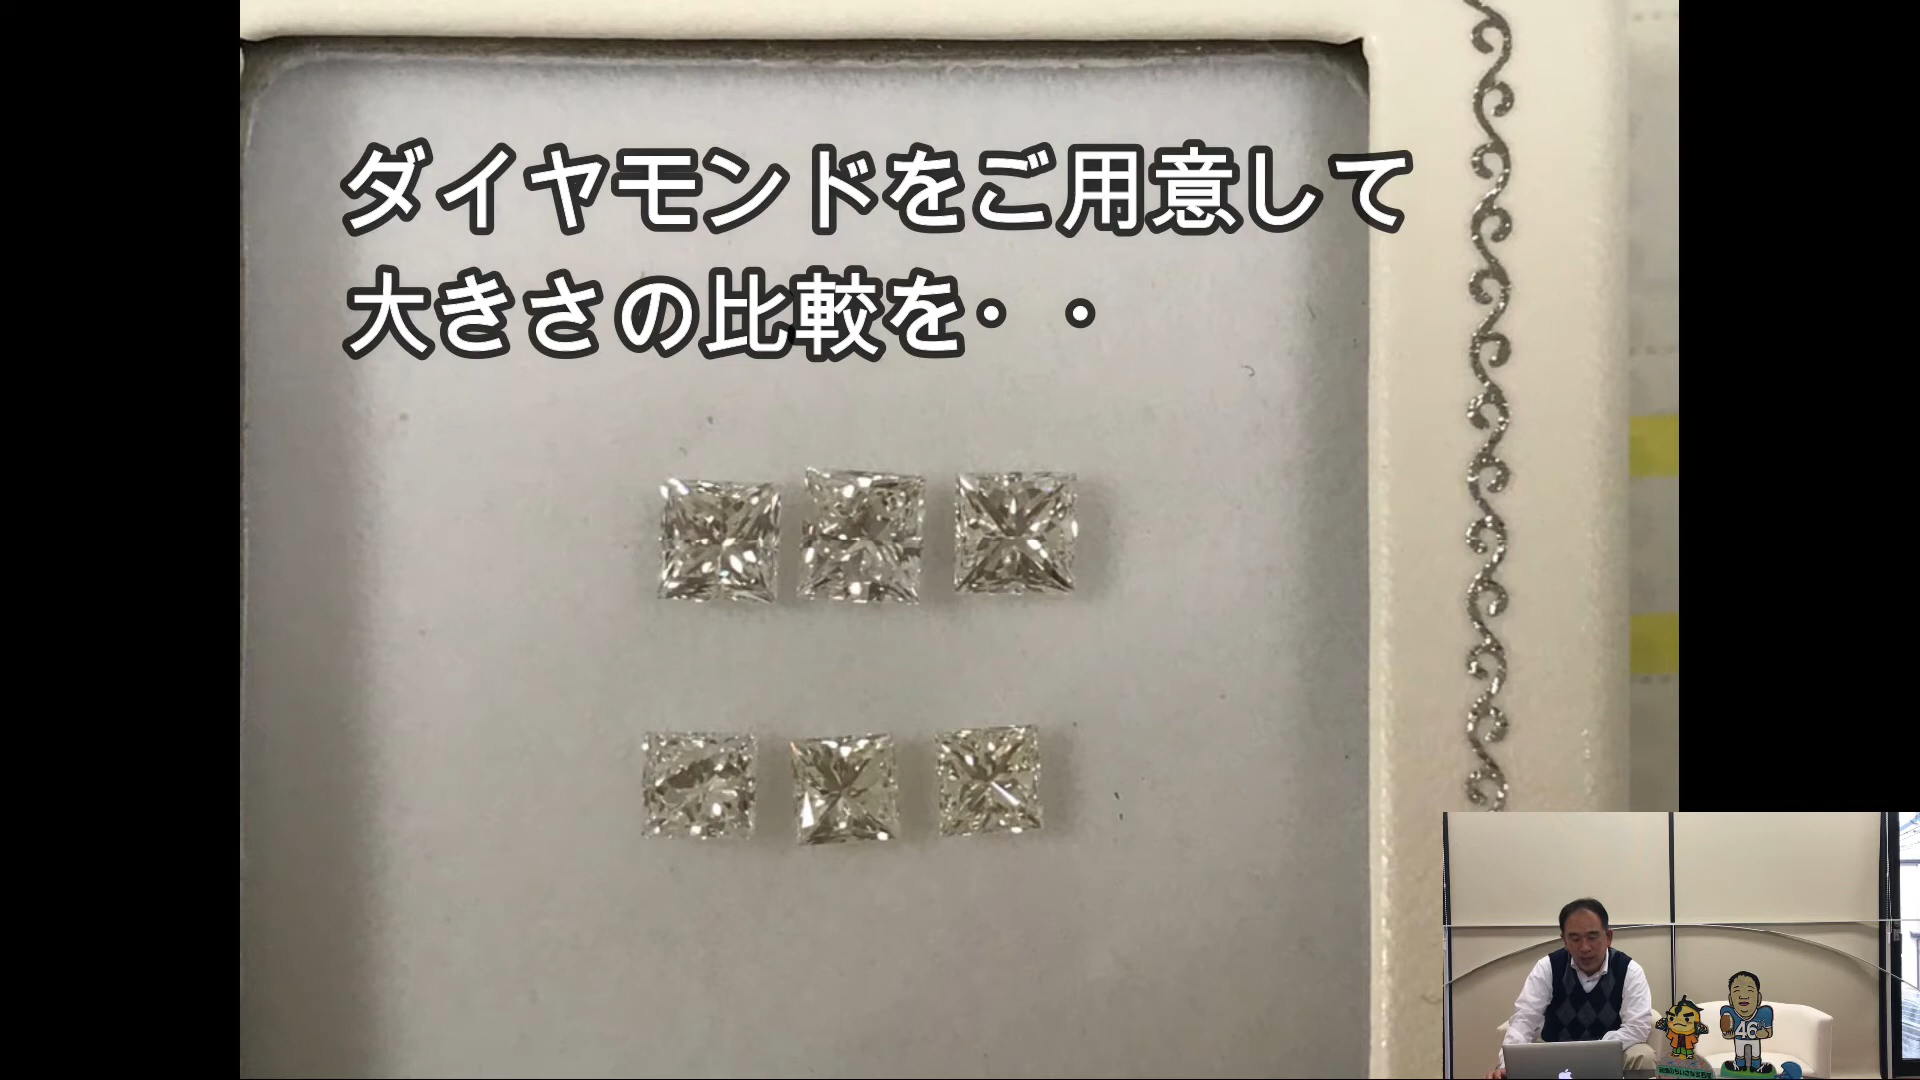 ダイヤモンドをご用意して
大きさの比較を・・
46